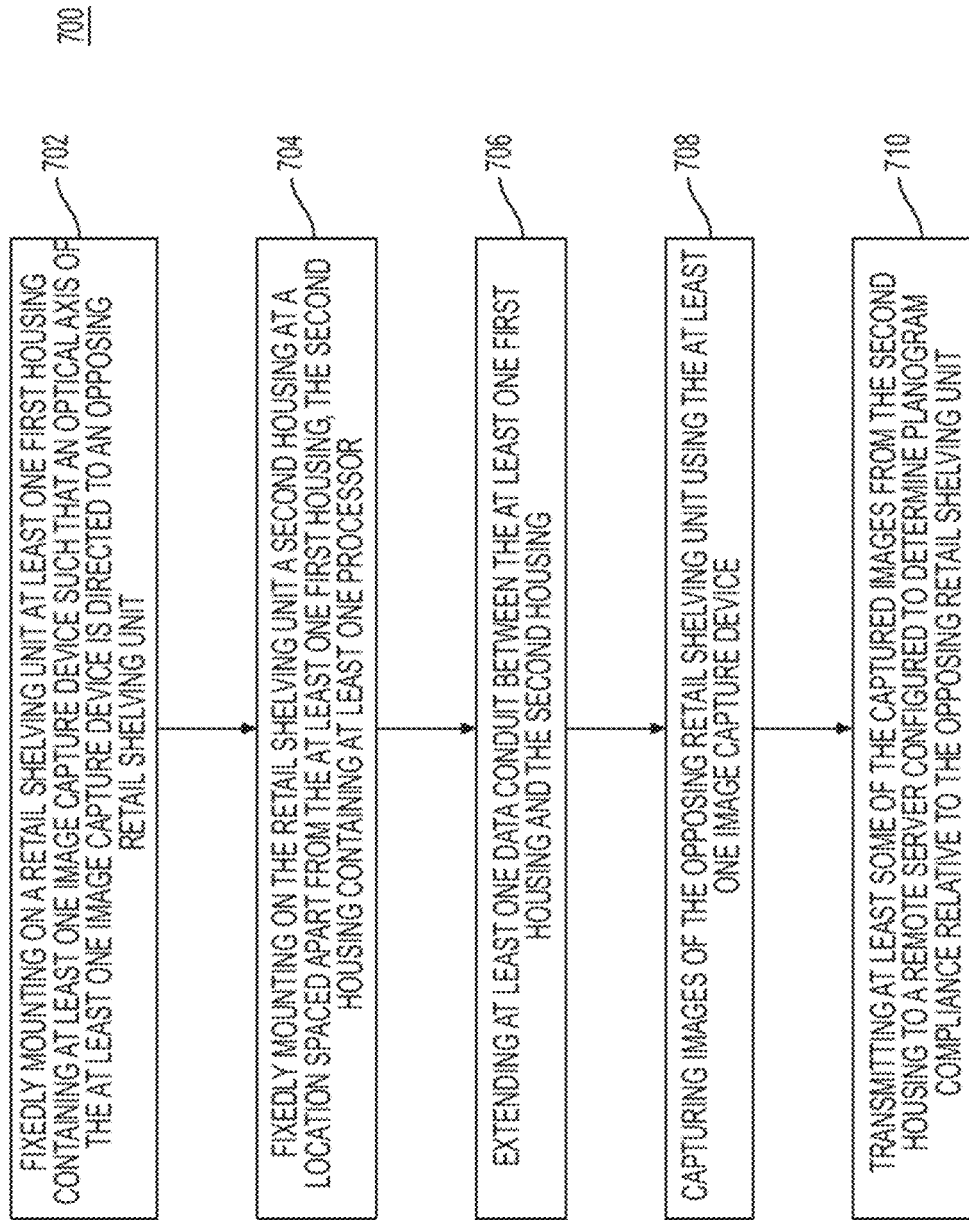 700
FIXEDLY MOUNTING ON A RETAIL SHELVING UNIT AT LEAST ONE FIRST HOUSING
CONTAINING AT LEAST ONE IMAGE CAPTURE DEVICE SUCH THAT AN OPTICAL AXIS OF
THE AT LEAST ONE IMAGE CAPTURE DEVICE IS DIRECTED TO AN OPPOSING
RETAIL SHELVING UNIT
702
FIXEDLY MOUNTING ON THE RETAIL SHELVING UNIT A SECOND HOUSING AT A
LOCATION SPACED APART FROM THE AT LEAST ONE FIRST HOUSING, THE SECOND
HOUSING CONTAINING AT LEAST ONE PROCESSOR
704
EXTENDING AT LEAST ONE DATA CONDUIT BETWEEN THE AT LEAST ONE FIRST
HOUSING AND THE SECOND HOUSING
706
CAPTURING IMAGES OF THE OPPOSING RETAIL SHELVING UNIT USING THE AT LEAST
ONE IMAGE CAPTURE DEVICE
708
TRANSMITTING AT LEAST SOME OF THE CAPTURED IMAGES FROM THE SECOND
HOUSING TO A REMOTE SERVER CONFIGURED TO DETERMINE PLANOGRAM
COMPLIANCE RELATIVE TO THE OPPOSING RETAIL SHELVING UNIT
710